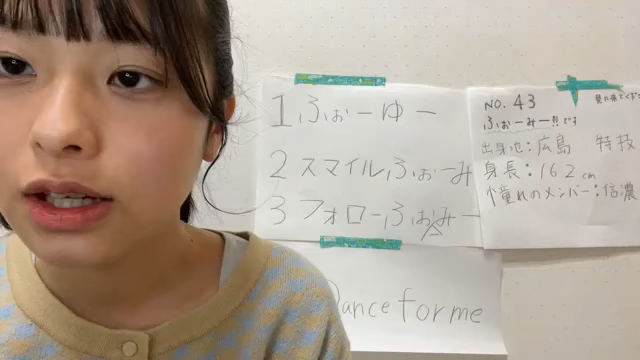 1 ふぉーゆー
2 スマイルふぉーみ
3 フォローふぉみー
Dance for me
NO. 43
ふぉーみー!!です
出身地:広島 特技
身長:162cm
憧れのメンバー:信濃